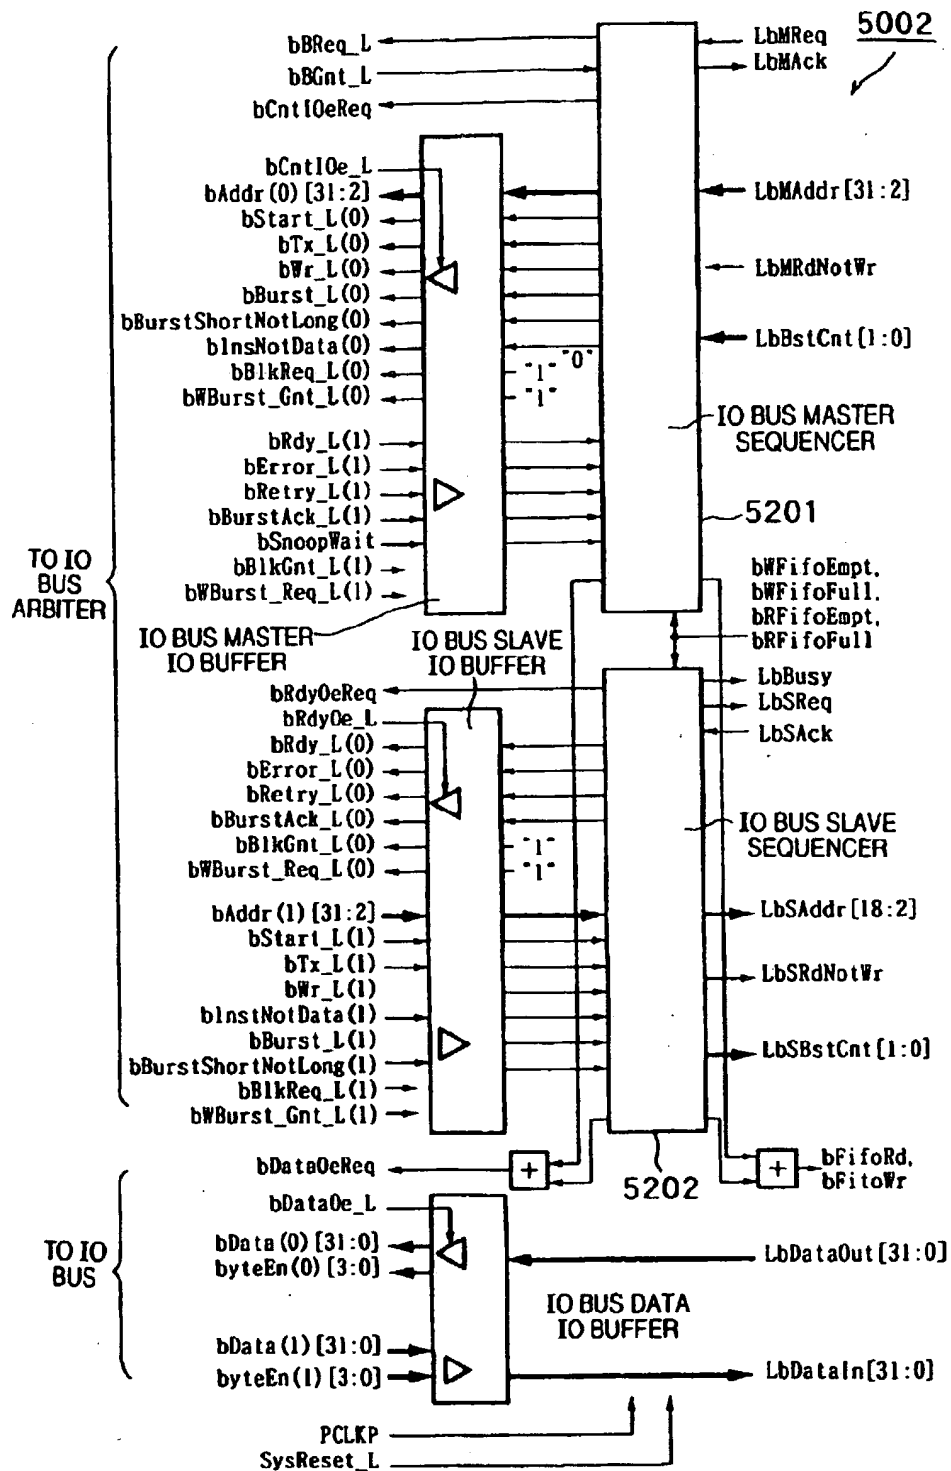 5002
bBReq_L
LbMReq
bBGnt_L
LbMAck
bCntlOeReq
bCntlOe_L
bAddr(0)[31:2]
LbMAddr[31:2]
bStart_L(0)
bTx_L(0)
bWr_L(0)
LbMRdNotWr
bBurst_L(0)
bBurstShortNotLong(0)
bInsNotData(0)
"0"
LbBstCnt[1:0]
bBlkReq_L(0)
"1"
bWBurst_Gnt_L(0)
"1"
IO BUS MASTER
SEQUENCER
bRdy_L(1)
bError_L(1)
bRetry_L(1)
5201
bBurstAck_L(1)
bSnoopWait
bBlkGnt_L(1)
bWBurst_Req_L(1)
TO IO
BUS
ARBITER
bWFifoEmpt,
bWFifoFull,
bRFifoEmpt,
bRFifoFull
IO BUS MASTER
IO BUFFER
IO BUS SLAVE
IO BUFFER
bRdyOeReq
LbBusy
bRdyOe_L
LbSReq
bRdy_L(0)
LbSAck
bError_L(0)
bRetry_L(0)
bBurstAck_L(0)
bBlkGnt_L(0)
"1"
bWBurst_Req_L(0)
"1"
IO BUS SLAVE
SEQUENCER
bAddr(1)[31:2]
LbSAddr[18:2]
bStart_L(1)
bTx_L(1)
LbSRdNotWr
bWr_L(1)
bInstNotData(1)
bBurst_L(1)
LbSBstCnt[1:0]
bBurstShortNotLong(1)
bBlkReq_L(1)
bWBurst_Gnt_L(1)
bDataOeReq
+
5202
+
bFifoRd,
bFitoWr
bDataOe_L
TO IO
BUS
bData(0)[31:0]
LbDataOut[31:0]
byteEn(0)[3:0]
IO BUS DATA
IO BUFFER
bData(1)[31:0]
byteEn(1)[3:0]
LbDataIn[31:0]
PCLKP
SysReset_L